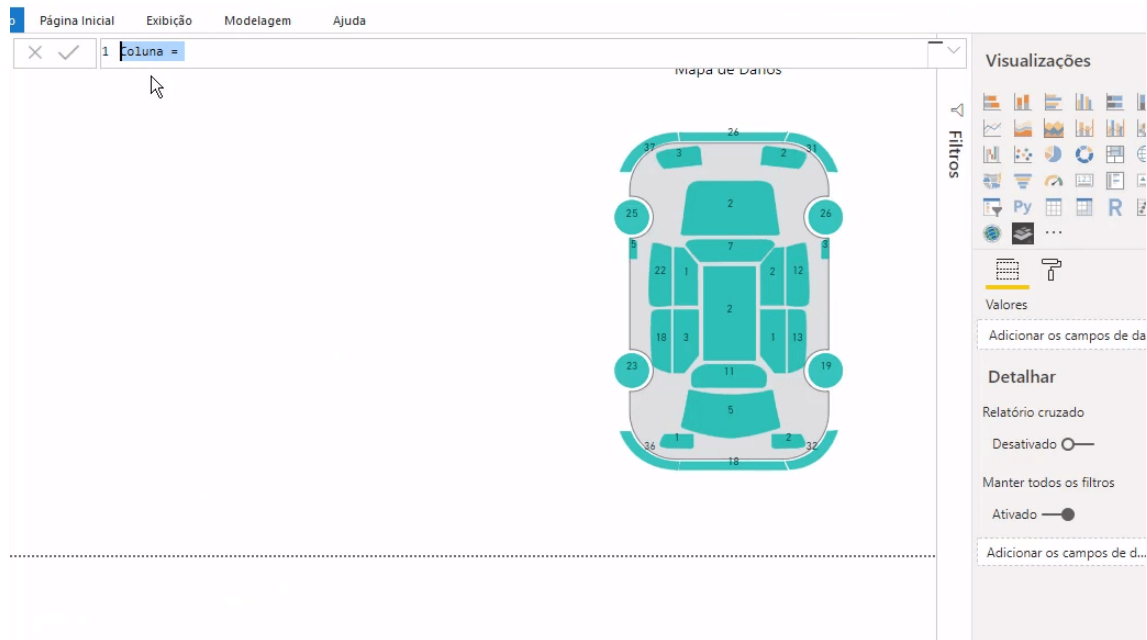 o Página Inicial Exibição Modelagem Ajuda
1 Coluna =
Mapa de Danos
Filtros
26
37 3 2 31
2
25 26
5 7 3
22 1 2 12
2
18 3 1 13
23 11 19
5
36 1 2 32
18
Visualizações
Py R
...
Valores
Adicionar os campos de da
Detalhar
Relatório cruzado
Desativado
Manter todos os filtros
Ativado
Adicionar os campos de d...